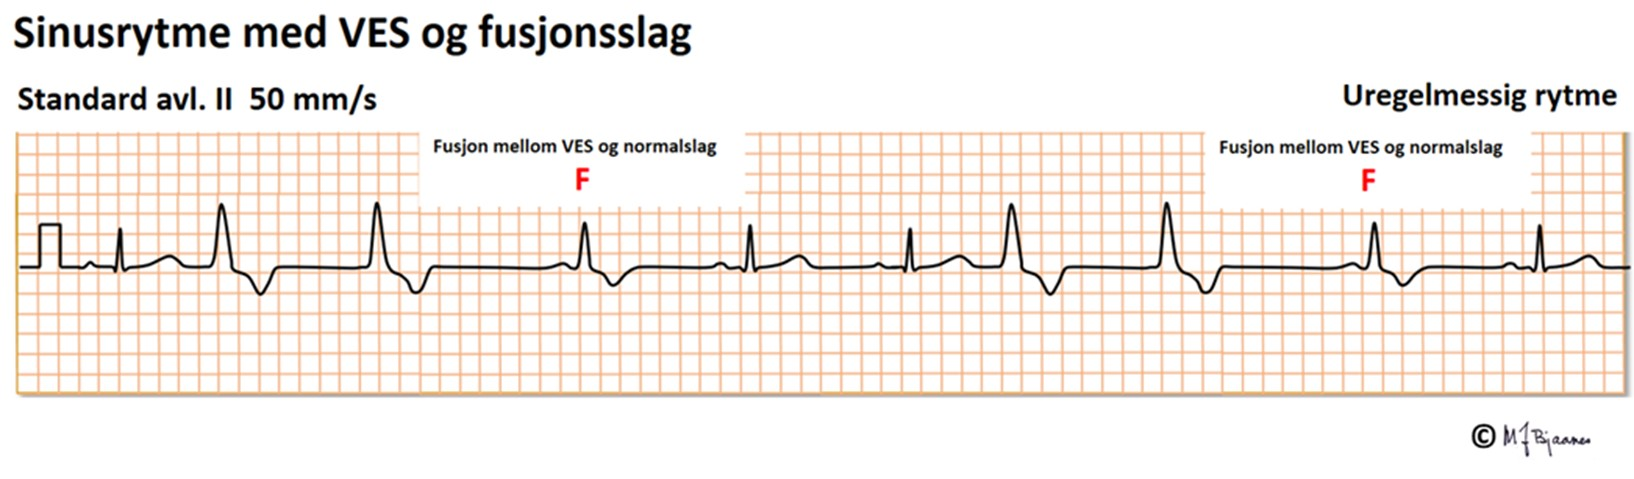 Sinusrytme med VES og fusjonsslag
Standard avl. II  50 mm/s
Uregelmessig rytme
Fusjon mellom VES og normalslag
F
Fusjon mellom VES og normalslag
F
© MJBjaanes